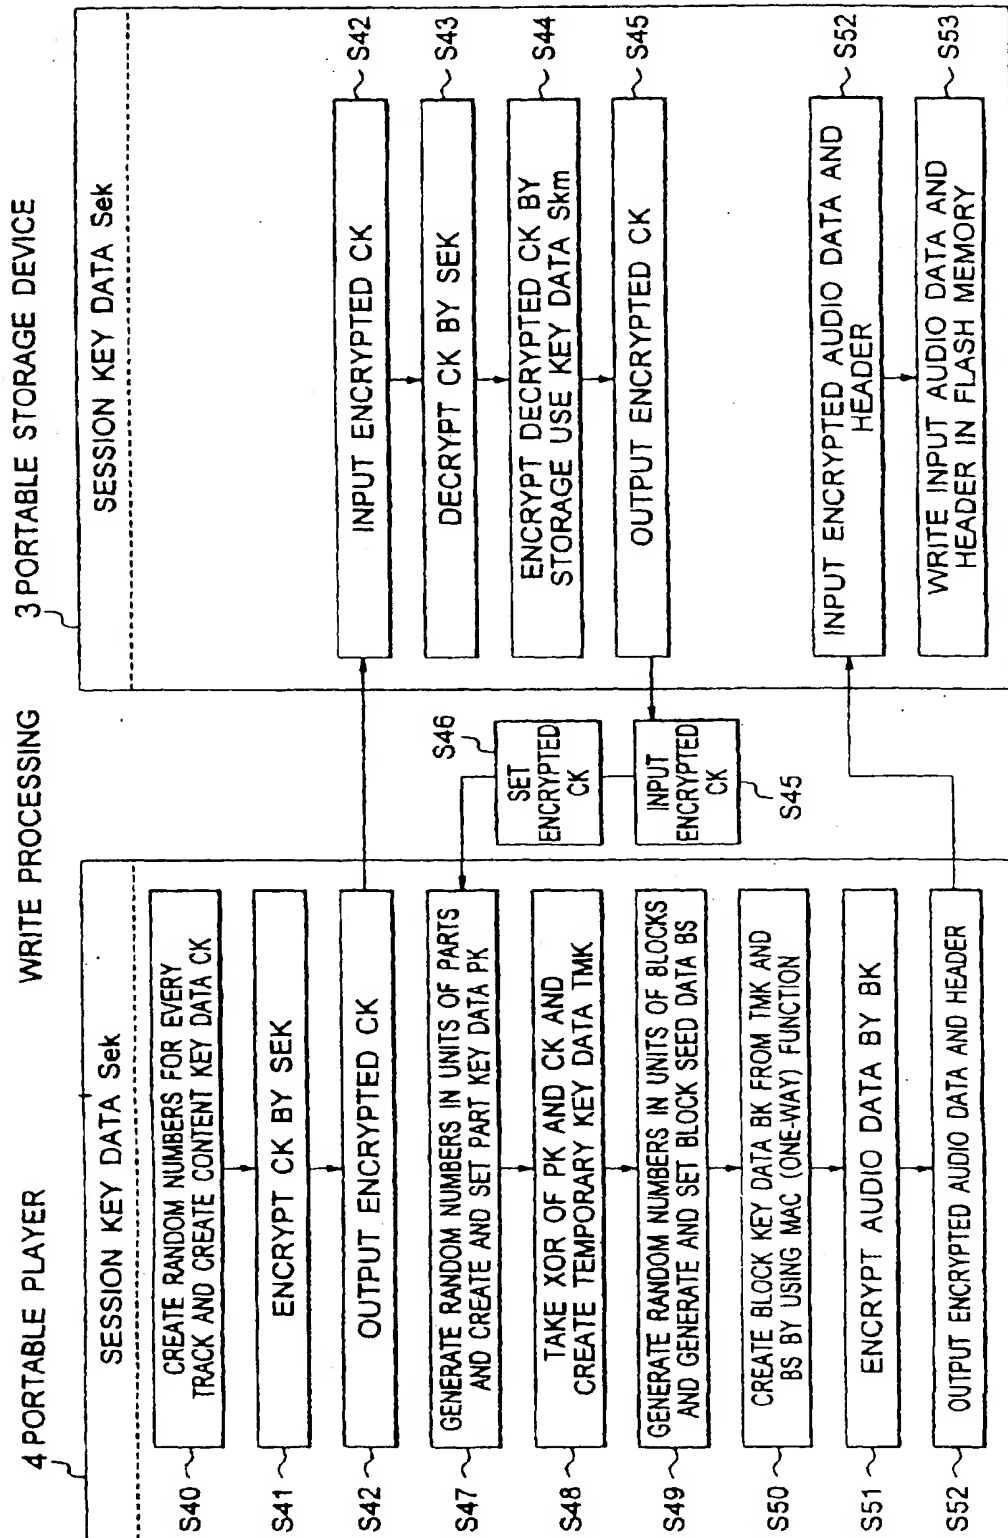 WRITE PROCESSING
4 PORTABLE PLAYER
SESSION KEY DATA Sek
S40
CREATE RANDOM NUMBERS FOR EVERY
TRACK AND CREATE CONTENT KEY DATA CK
S41
ENCRYPT CK BY SEK
S42
OUTPUT ENCRYPTED CK
S47
GENERATE RANDOM NUMBERS IN UNITS OF PARTS
AND CREATE AND SET PART KEY DATA PK
S48
TAKE XOR OF PK AND CK AND
CREATE TEMPORARY KEY DATA TMK
S49
GENERATE RANDOM NUMBERS IN UNITS OF BLOCKS
AND GENERATE AND SET BLOCK SEED DATA BS
S50
CREATE BLOCK KEY DATA BK FROM TMK AND
BS BY USING MAC (ONE-WAY) FUNCTION
S51
ENCRYPT AUDIO DATA BY BK
S52
OUTPUT ENCRYPTED AUDIO DATA AND HEADER
S46
SET
ENCRYPTED
CK
INPUT
ENCRYPTED
CK
S45
3 PORTABLE STORAGE DEVICE
SESSION KEY DATA Sek
INPUT ENCRYPTED CK
S42
DECRYPT CK BY SEK
S43
ENCRYPT DECRYPTED CK BY
STORAGE USE KEY DATA Skm
S44
OUTPUT ENCRYPTED CK
S45
INPUT ENCRYPTED AUDIO DATA AND
HEADER
S52
WRITE INPUT AUDIO DATA AND
HEADER IN FLASH MEMORY
S53